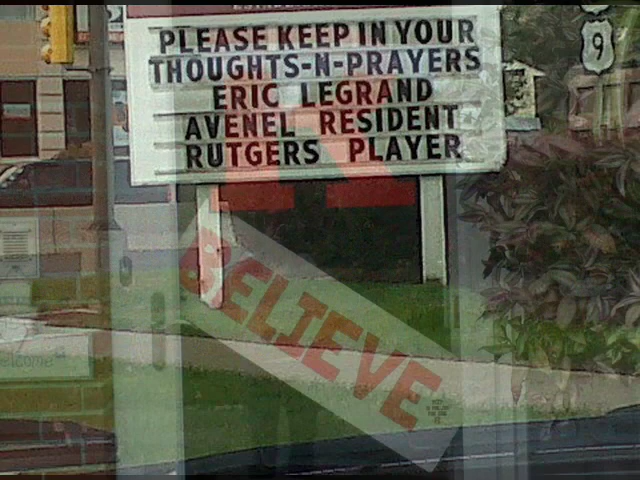 PLEASE KEEP IN YOUR
THOUGHTS-N-PRAYERS
ERIC LEGRAND
AVENEL RESIDENT
RUTGERS PLAYER
9
BELIEVE